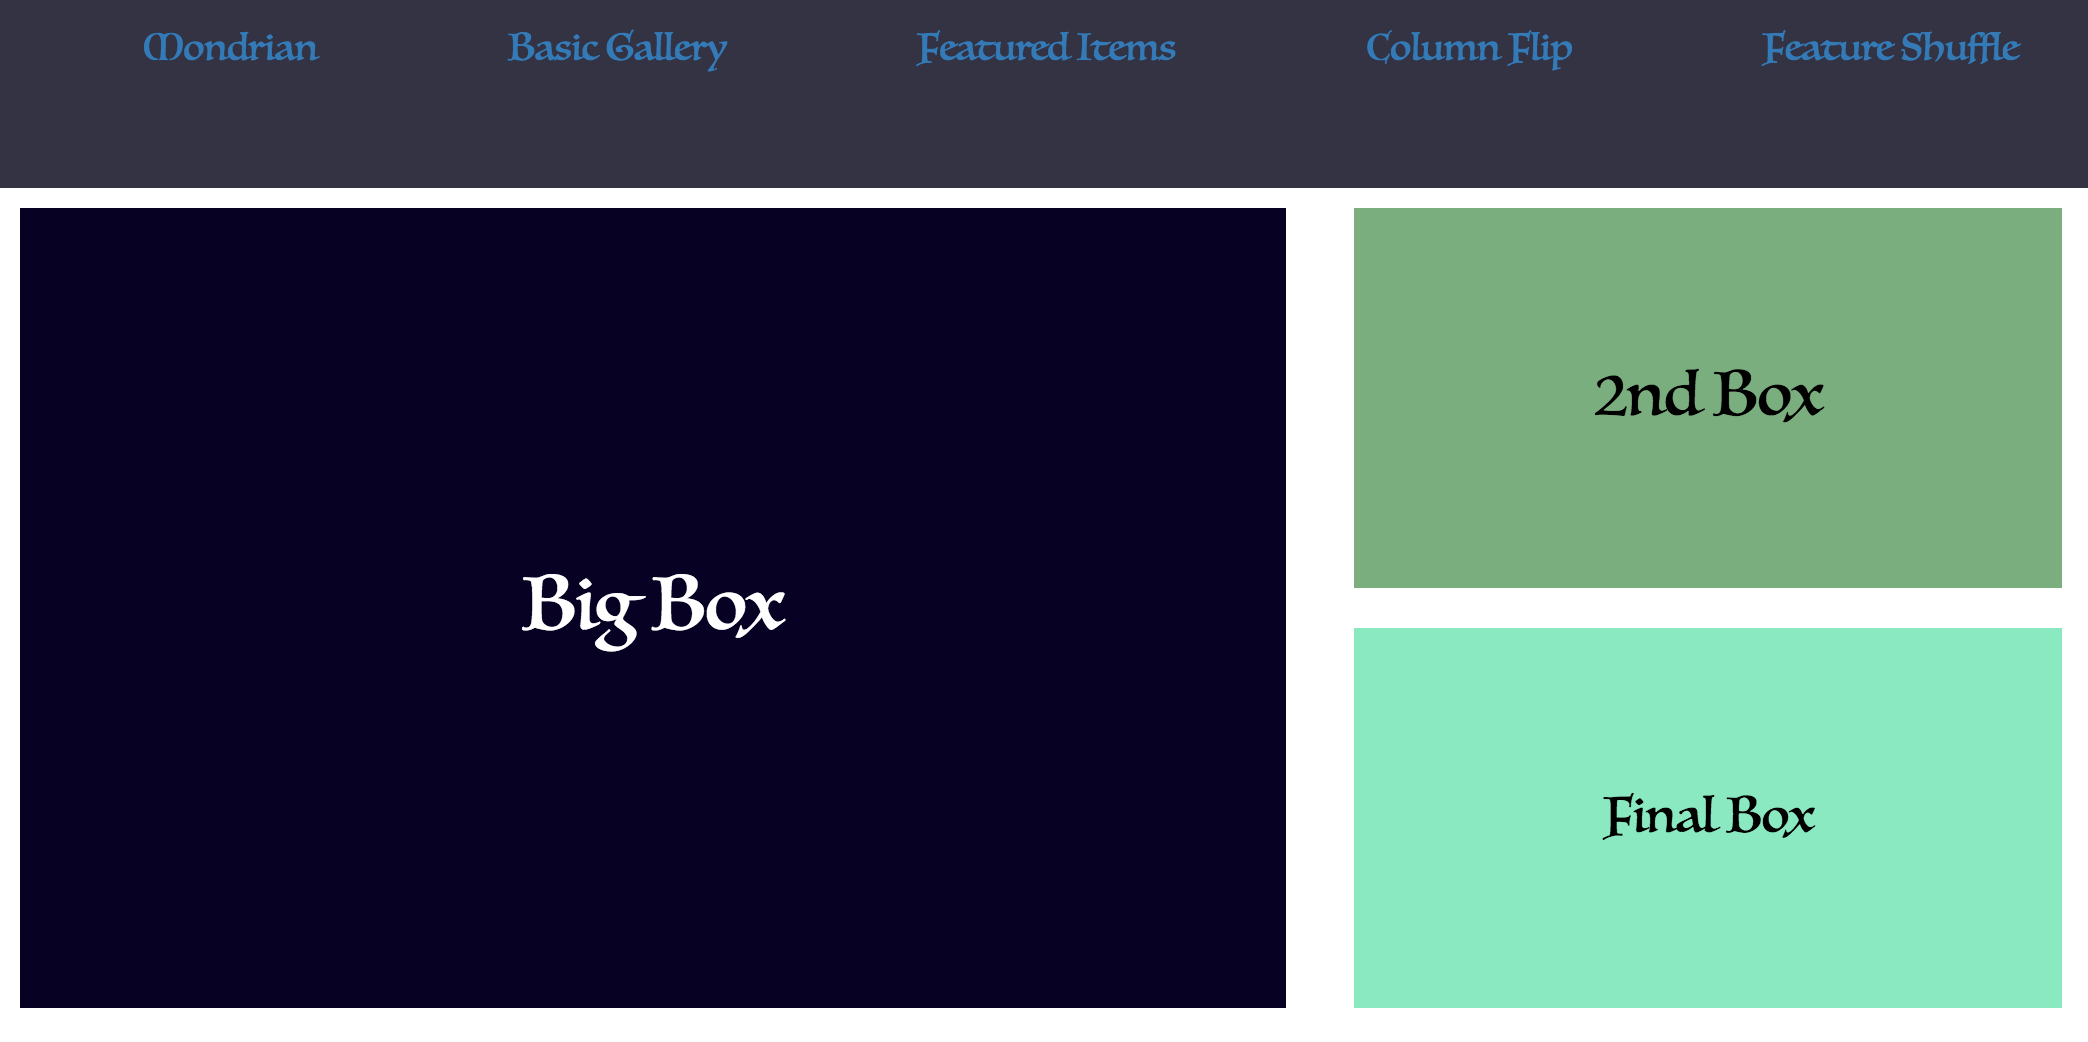 Mondrian Basic Gallery Featured Items Column Flip Feature Shuffle
Big Box
2nd Box
Final Box